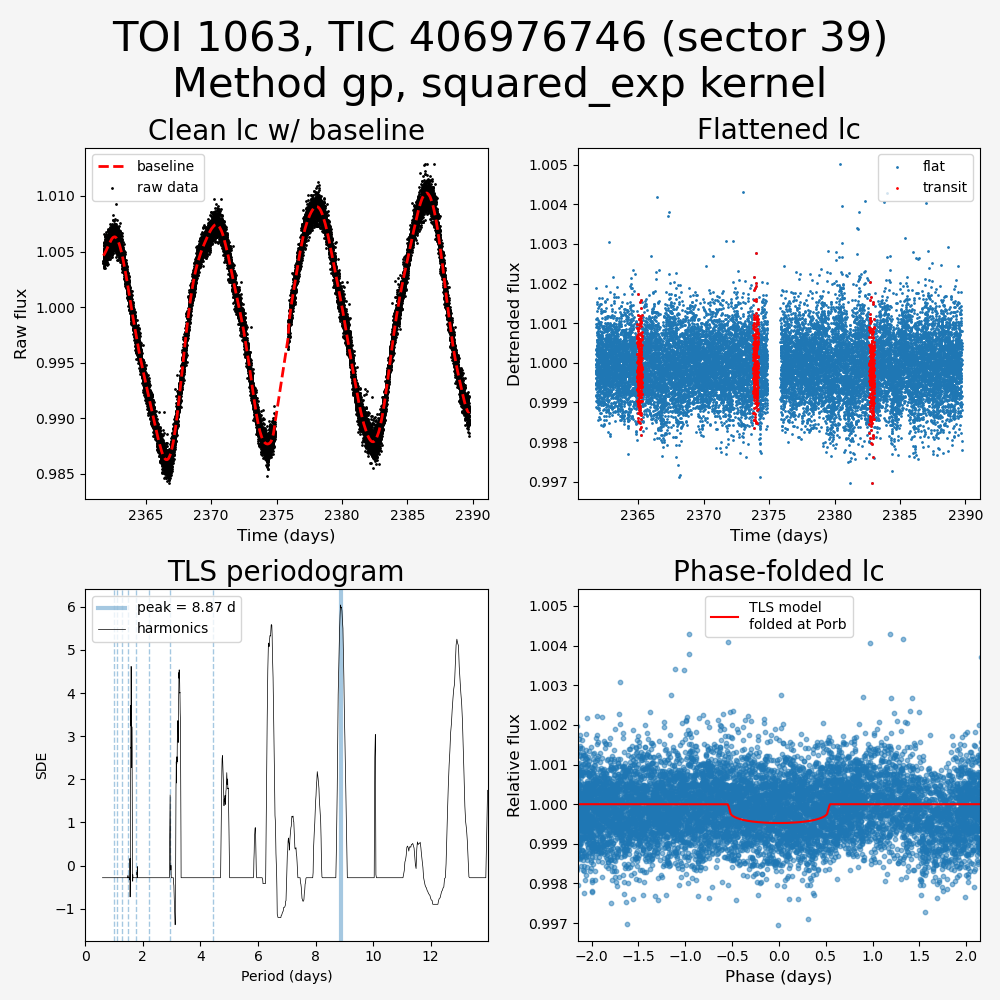 TOI 1063, TIC 406976746 (sector 39)
Method gp, squared_exp kernel
Clean lc w/ baseline
baseline
raw data
1.010
1.005
1.000
0.995
0.990
0.985
Raw flux
2365 2370 2375 2380 2385 2390
Time (days)
Flattened lc
flat
transit
1.005
1.004
1.003
1.002
1.001
1.000
0.999
0.998
0.997
Detrended flux
2365 2370 2375 2380 2385 2390
Time (days)
TLS periodogram
peak = 8.87 d
harmonics
6
5
4
3
2
1
0
−1
SDE
0 2 4 6 8 10 12
Period (days)
Phase-folded lc
TLS model
folded at Porb
1.005
1.004
1.003
1.002
1.001
1.000
0.999
0.998
0.997
Relative flux
−2.0 −1.5 −1.0 −0.5 0.0 0.5 1.0 1.5 2.0
Phase (days)